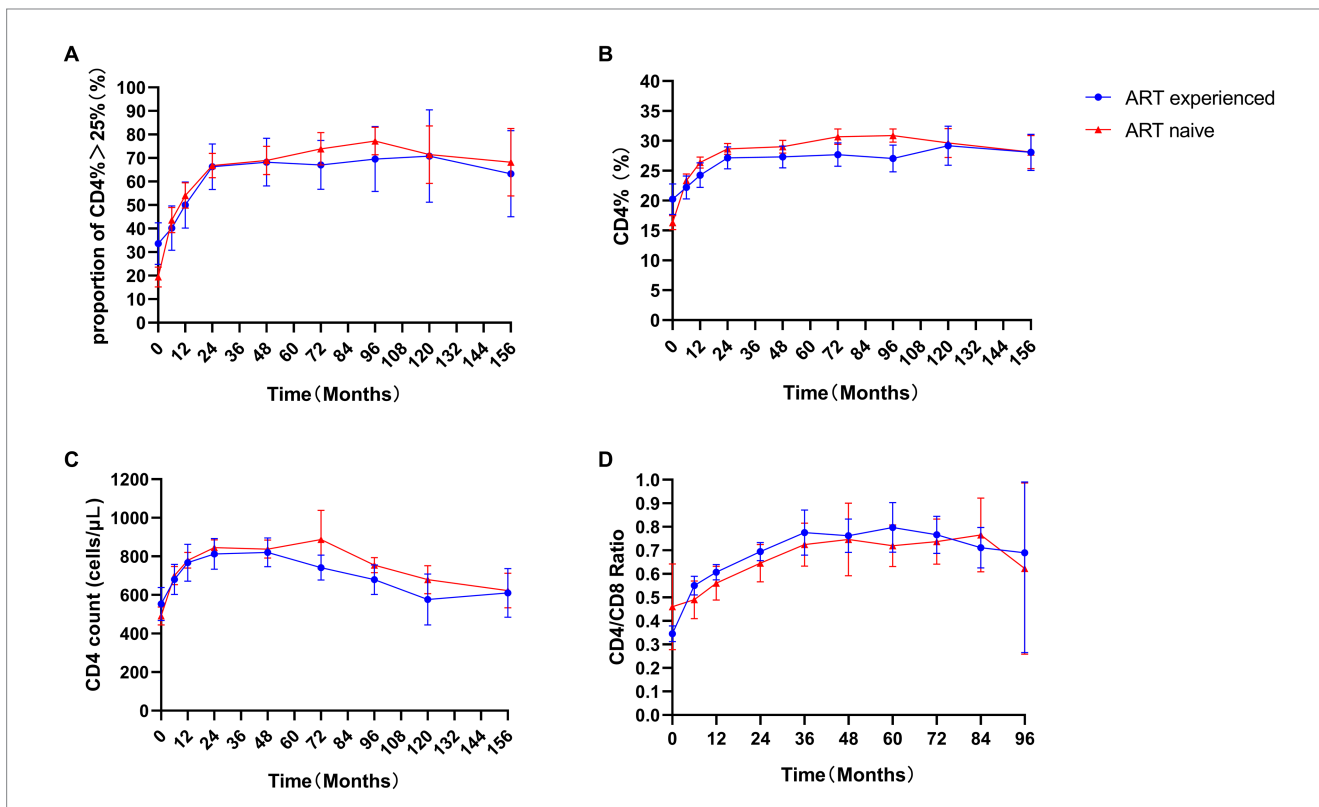 A
proportion of CD4%＞25%(%)
100
90
80
70
60
50
40
30
20
10
0
0 12 24 36 48 60 72 84 96 108 120 132 144 156
Time（Months）
B
CD4%（%）
40
35
30
25
20
15
10
5
0
0 12 24 36 48 60 72 84 96 108 120 132 144 156
Time（Months）
ART experienced
ART naive
C
CD4 count (cells/μL)
1200
1000
800
600
400
200
0
0 12 24 36 48 60 72 84 96 108 120 132 144 156
Time（Months）
D
CD4/CD8 Ratio
1.0
0.9
0.8
0.7
0.6
0.5
0.4
0.3
0.2
0.1
0.0
0 12 24 36 48 60 72 84 96
Time（Months）